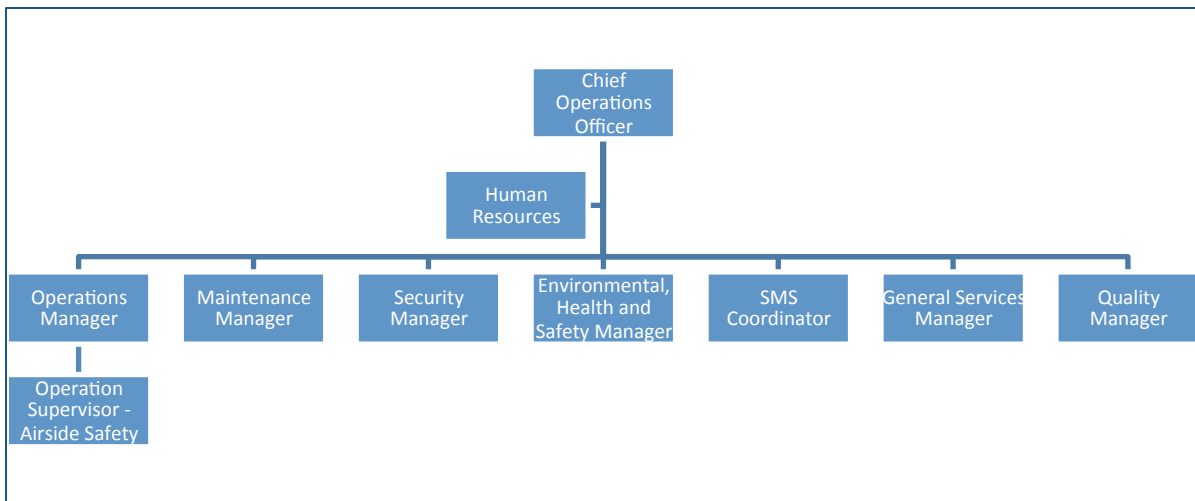 Chief
Operations
Officer
Human
Resources
Operations
Manager
Maintenance
Manager
Security
Manager
Environmental,
Health and
Safety Manager
SMS
Coordinator
General Services
Manager
Quality
Manager
Operation
Supervisor -
Airside Safety